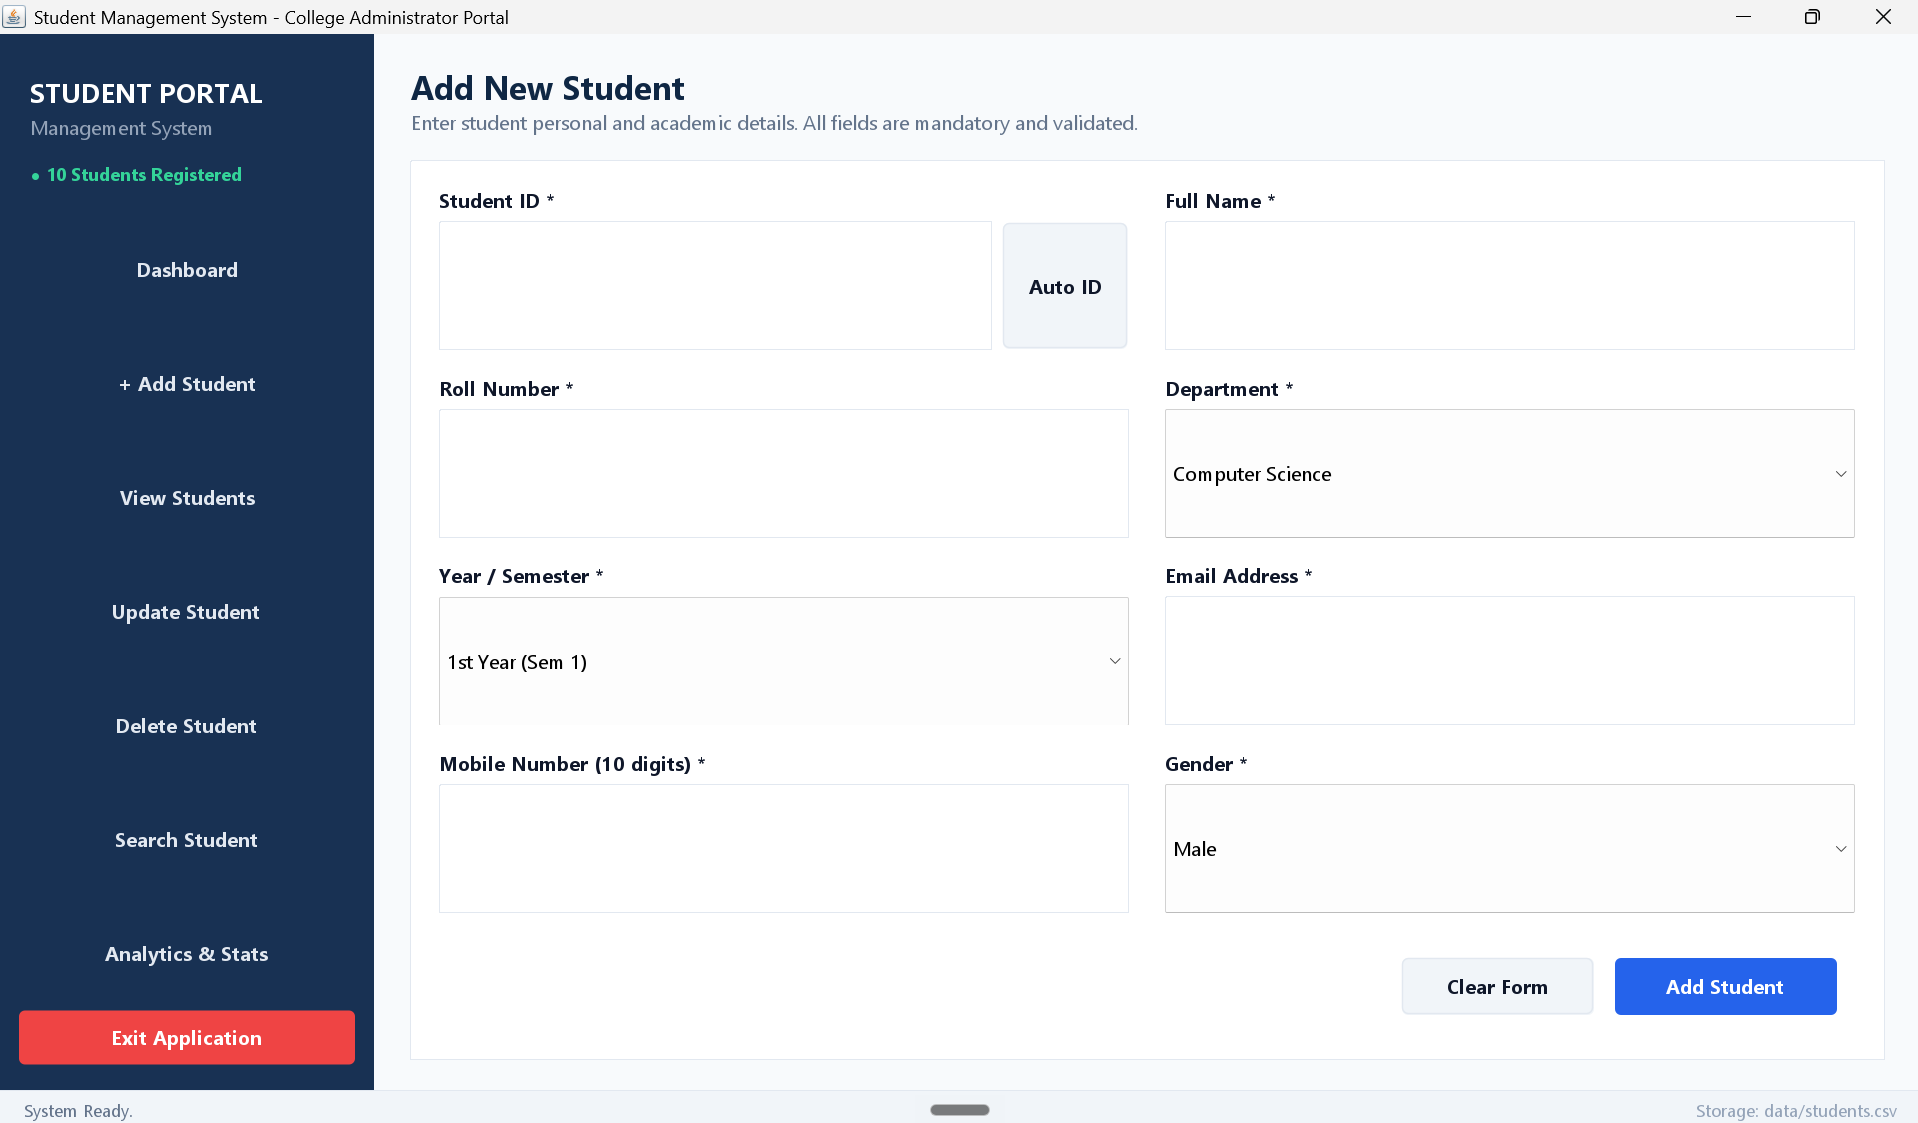 Student Management System - College Administrator Portal
STUDENT PORTAL
Management System
• 10 Students Registered
Dashboard
+ Add Student
View Students
Update Student
Delete Student
Search Student
Analytics & Stats
Exit Application
Add New Student
Enter student personal and academic details. All fields are mandatory and validated.
Student ID *
Auto ID
Full Name *
Roll Number *
Department *
Computer Science
Year / Semester *
1st Year (Sem 1)
Email Address *
Mobile Number (10 digits) *
Gender *
Male
Clear Form
Add Student
System Ready.
Storage: data/students.csv